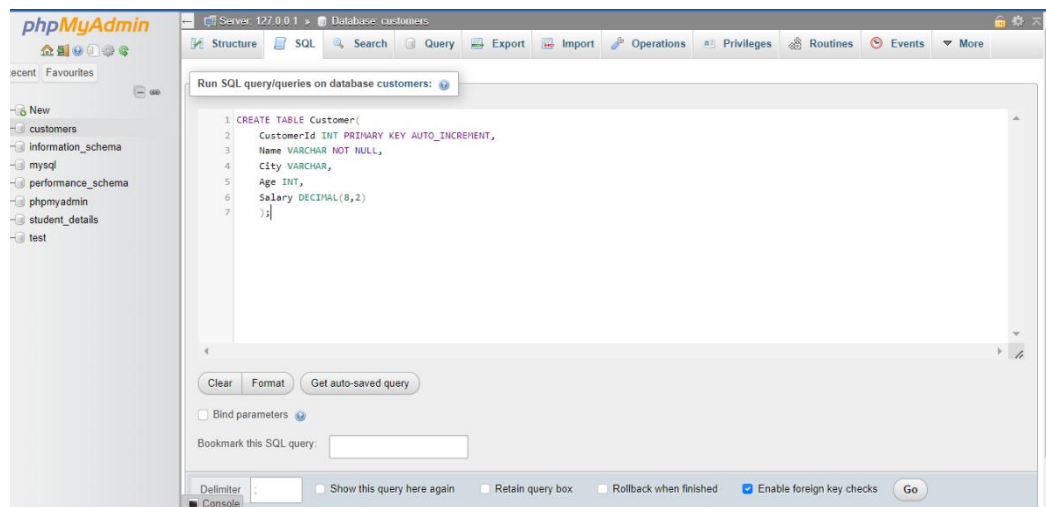 phpMyAdmin
Server: 127.0.0.1 » Database: customers
Structure SQL Search Query Export Import Operations Privileges Routines Events More
ecent Favourites
Run SQL query/queries on database customers:
New
customers
information_schema
mysql
performance_schema
phpmyadmin
student_details
test
1 CREATE TABLE Customer(
2 CustomerId INT PRIMARY KEY AUTO_INCREMENT,
3 Name VARCHAR NOT NULL,
4 City VARCHAR,
5 Age INT,
6 Salary DECIMAL(8,2)
7 );
Clear Format Get auto-saved query
Bind parameters
Bookmark this SQL query:
Delimiter ; Show this query here again Retain query box Rollback when finished Enable foreign key checks Go
Console